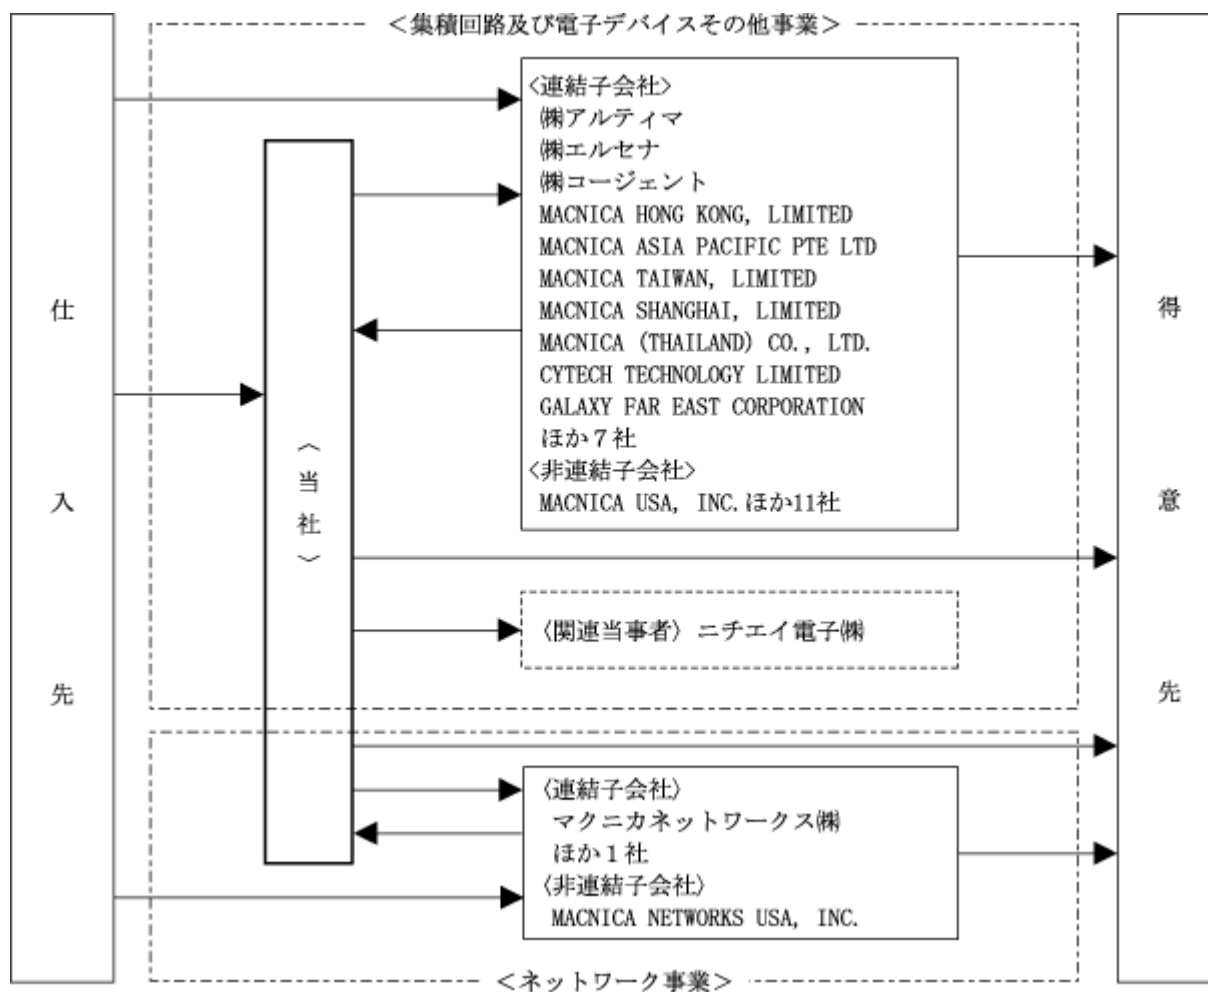 ＜集積回路及び電子デバイスその他事業＞
仕入先
〈当社〉
〈連結子会社〉
㈱アルティマ
㈱エルセナ
㈱コージェント
MACNICA HONG KONG, LIMITED
MACNICA ASIA PACIFIC PTE LTD
MACNICA TAIWAN, LIMITED
MACNICA SHANGHAI, LIMITED
MACNICA (THAILAND) CO., LTD.
CYTECH TECHNOLOGY LIMITED
GALAXY FAR EAST CORPORATION
ほか７社
〈非連結子会社〉
MACNICA USA, INC.ほか11社
〈関連当事者〉ニチエイ電子㈱
得意先
〈連結子会社〉
マクニカネットワークス㈱
ほか１社
〈非連結子会社〉
MACNICA NETWORKS USA, INC.
＜ネットワーク事業＞